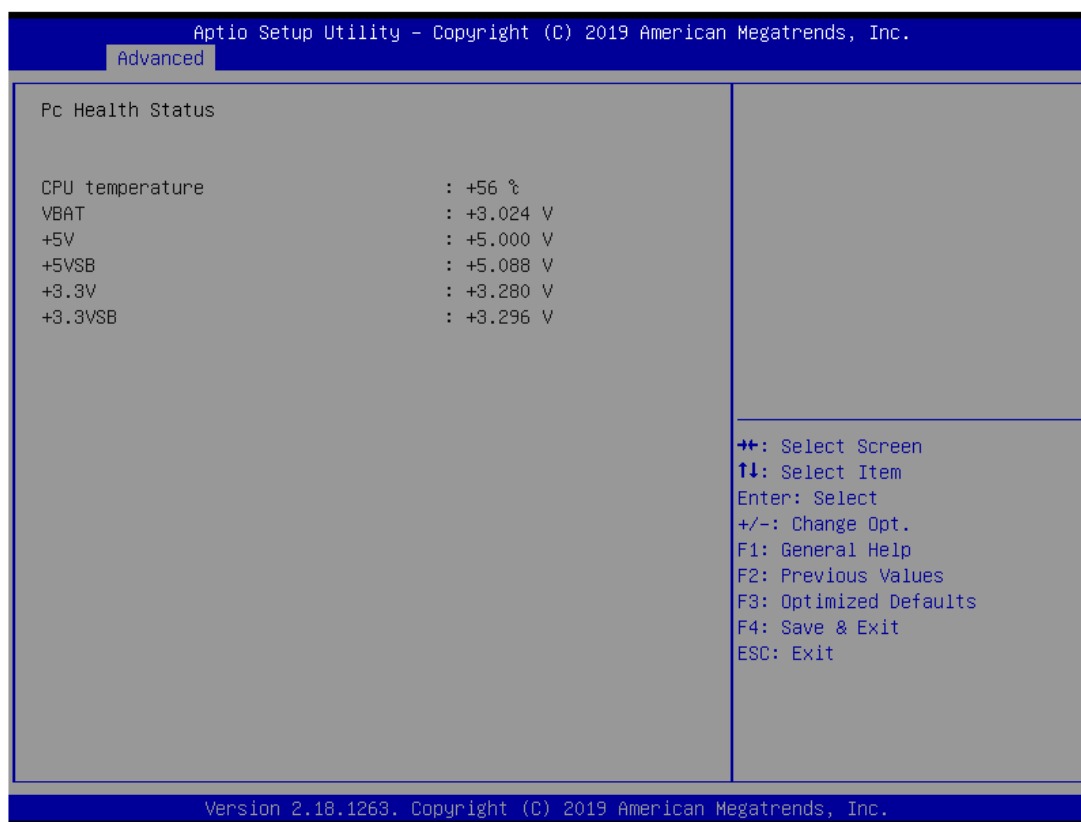 Aptio Setup Utility – Copyright (C) 2019 American Megatrends, Inc.
Advanced
Pc Health Status
CPU temperature : +56 ℃
VBAT : +3.024 V
+5V : +5.000 V
+5VSB : +5.088 V
+3.3V : +3.280 V
+3.3VSB : +3.296 V
→←: Select Screen
↑↓: Select Item
Enter: Select
+/-: Change Opt.
F1: General Help
F2: Previous Values
F3: Optimized Defaults
F4: Save & Exit
ESC: Exit
Version 2.18.1263. Copyright (C) 2019 American Megatrends, Inc.